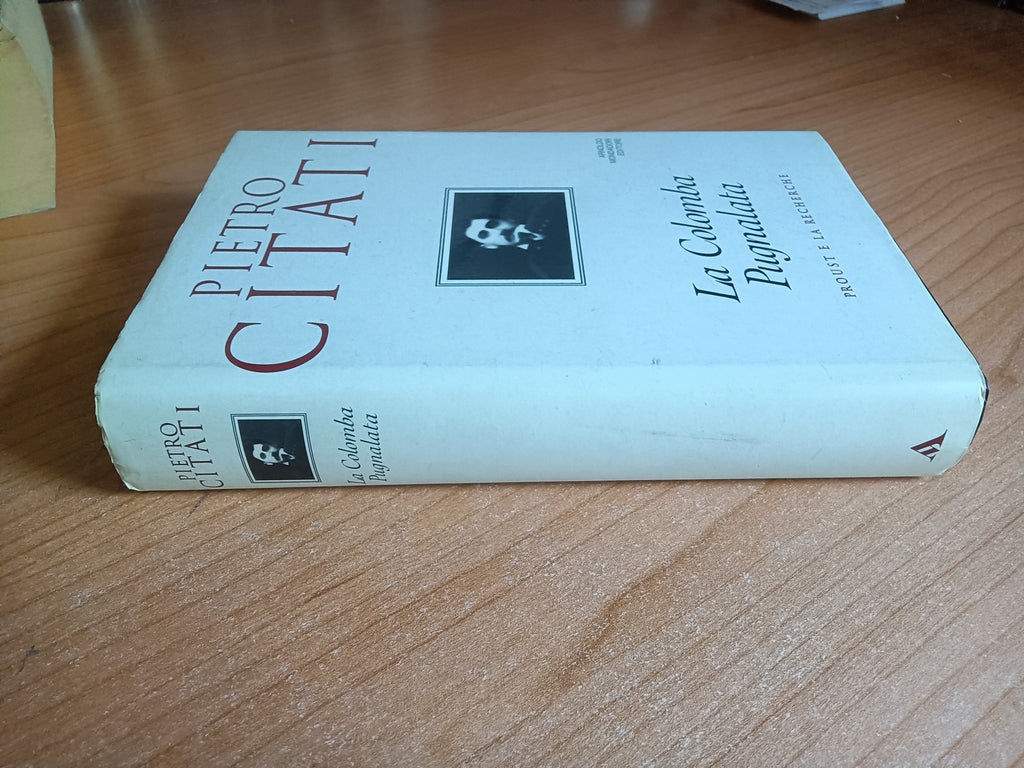 PIETRO
CITATI
La Colomba
Pugnalata
PROUST E LA RECHERCHE
ARNOLDO
MONDADORI
EDITORE
PIETRO
CITATI
La Colomba
Pugnalata